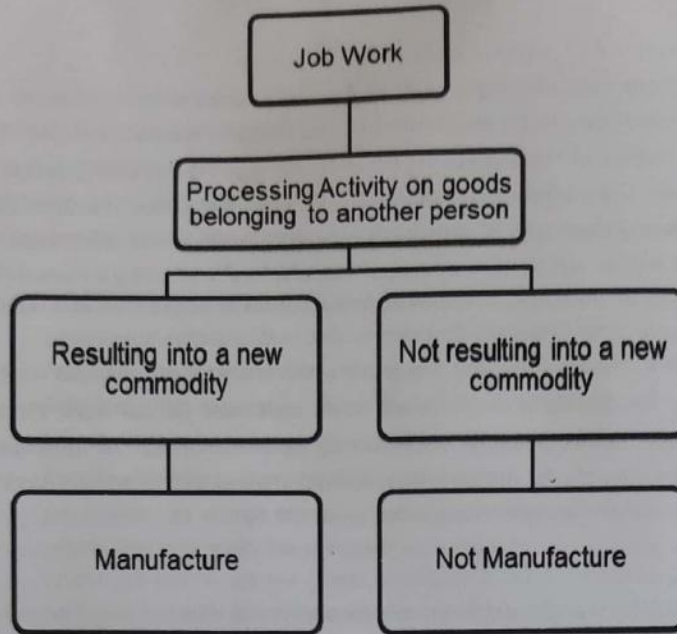 Job Work
Processing Activity on goods
belonging to another person
Resulting into a new
commodity
Not resulting into a new
commodity
Manufacture
Not Manufacture